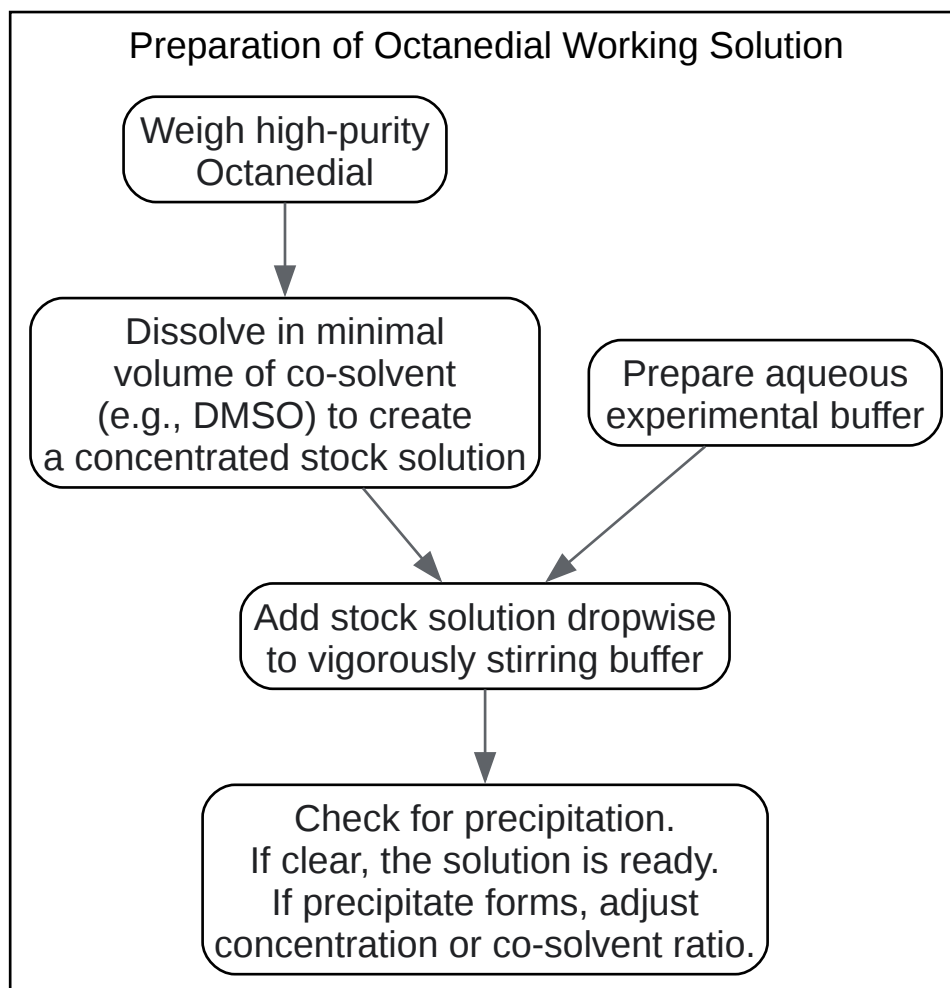 Preparation of Octanedial Working Solution
Weigh high-purity
Octanedial
Dissolve in minimal
volume of co-solvent
(e.g., DMSO) to create
a concentrated stock solution
Prepare aqueous
experimental buffer
Add stock solution dropwise
to vigorously stirring buffer
Check for precipitation.
If clear, the solution is ready.
If precipitate forms, adjust
concentration or co-solvent ratio.